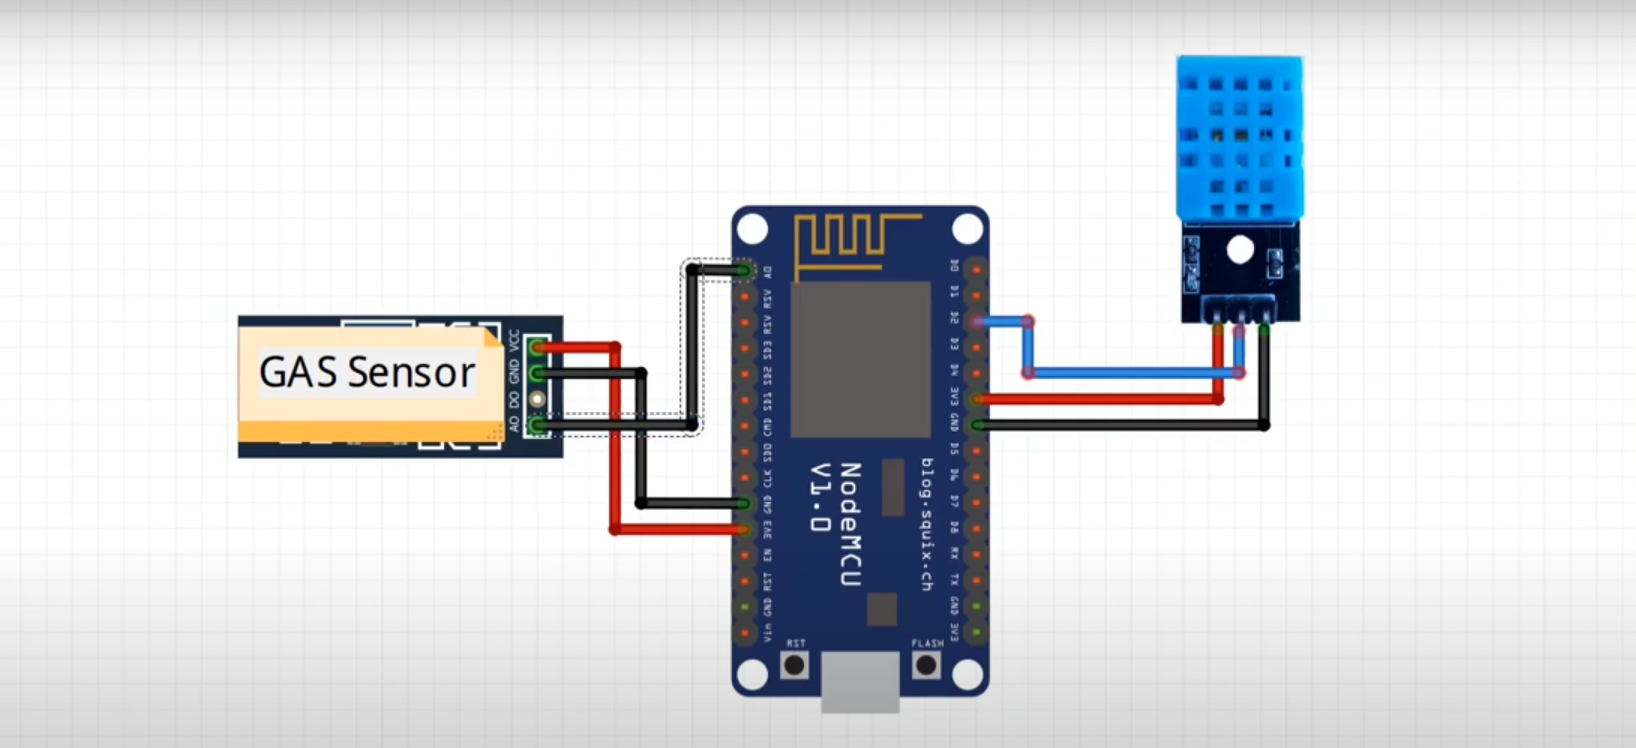 GAS Sensor
VCC
GND
DO
AO
A0
RSV
RSV
SD3
SD2
SD1
CMD
SD0
CLK
GND
3V3
EN
RST
GND
Vin
D0
D1
D2
D3
D4
3V3
GND
D5
D6
D7
D8
RX
TX
GND
3V3
NodeMCU
V1.0
blog.squix.ch
RST
FLASH